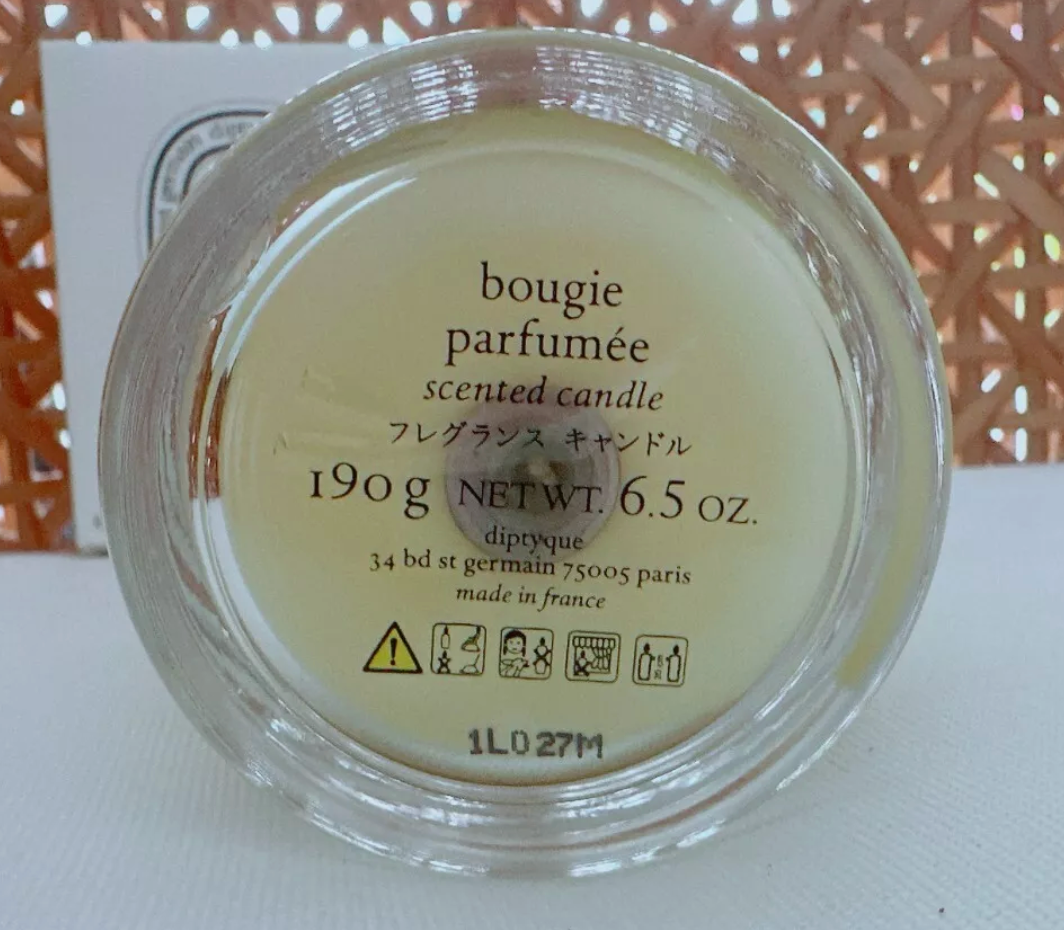 bougie
parfumée
scented candle
フレグランス キャンドル
190 g NET WT. 6.5 OZ.
diptyque
34 bd st germain 75005 paris
made in france
1L027M